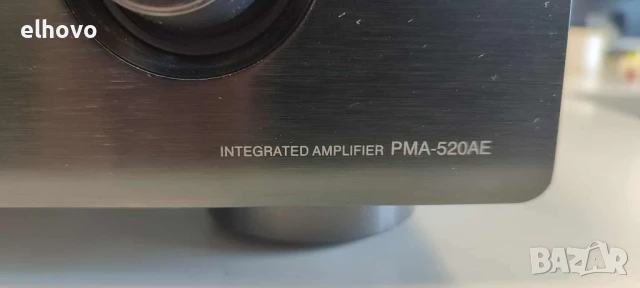 elhovo
INTEGRATED AMPLIFIER PMA-520AE
BAZAR